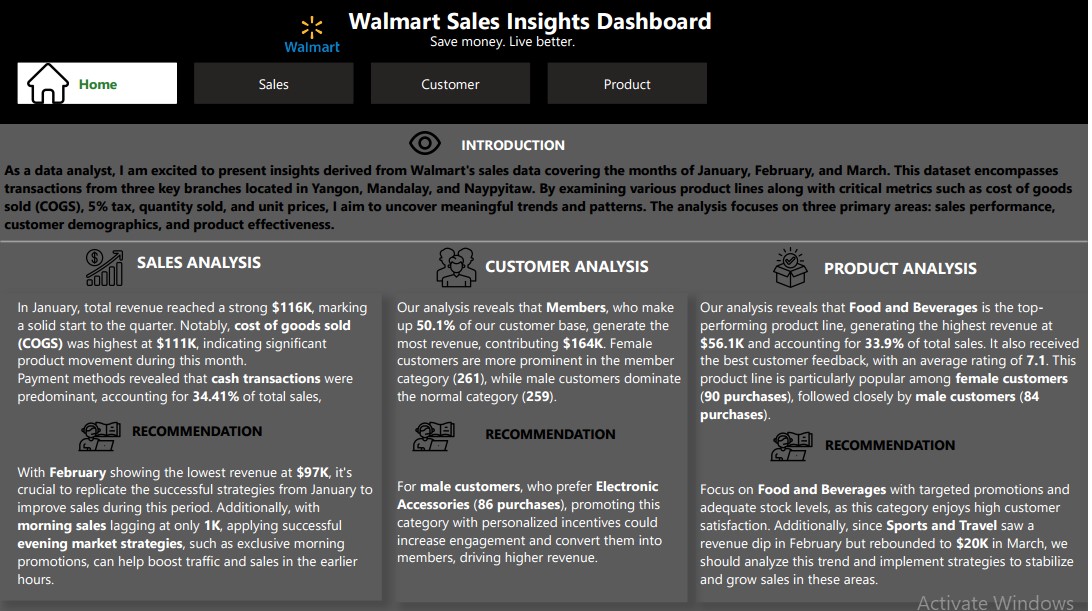 Walmart Sales Insights Dashboard
Walmart
Save money. Live better.
Home
Sales
Customer
Product
INTRODUCTION
As a data analyst, I am excited to present insights derived from Walmart's sales data covering the months of January, February, and March. This dataset encompasses
transactions from three key branches located in Yangon, Mandalay, and Naypyitaw. By examining various product lines along with critical metrics such as cost of goods
sold (COGS), 5% tax, quantity sold, and unit prices, I aim to uncover meaningful trends and patterns. The analysis focuses on three primary areas: sales performance,
customer demographics, and product effectiveness.
SALES ANALYSIS
In January, total revenue reached a strong $116K, marking
a solid start to the quarter. Notably, cost of goods sold
(COGS) was highest at $111K, indicating significant
product movement during this month.
Payment methods revealed that cash transactions were
predominant, accounting for 34.41% of total sales,
RECOMMENDATION
With February showing the lowest revenue at $97K, it's
crucial to replicate the successful strategies from January to
improve sales during this period. Additionally, with
morning sales lagging at only 1K, applying successful
evening market strategies, such as exclusive morning
promotions, can help boost traffic and sales in the earlier
hours.
CUSTOMER ANALYSIS
Our analysis reveals that Members, who make
up 50.1% of our customer base, generate the
most revenue, contributing $164K. Female
customers are more prominent in the member
category (261), while male customers dominate
the normal category (259).
RECOMMENDATION
For male customers, who prefer Electronic
Accessories (86 purchases), promoting this
category with personalized incentives could
increase engagement and convert them into
members, driving higher revenue.
PRODUCT ANALYSIS
Our analysis reveals that Food and Beverages is the top-
performing product line, generating the highest revenue at
$56.1K and accounting for 33.9% of total sales. It also received
the best customer feedback, with an average rating of 7.1. This
product line is particularly popular among female customers
(90 purchases), followed closely by male customers (84
purchases).
RECOMMENDATION
Focus on Food and Beverages with targeted promotions and
adequate stock levels, as this category enjoys high customer
satisfaction. Additionally, since Sports and Travel saw a
revenue dip in February but rebounded to $20K in March, we
should analyze this trend and implement strategies to stabilize
and grow sales in these areas.
Activate Windows